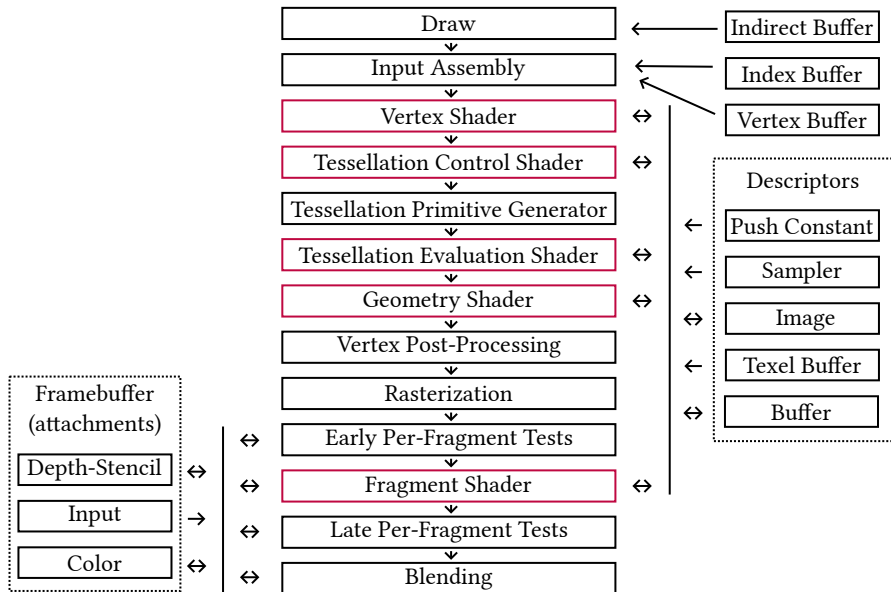 Draw
Input Assembly
Vertex Shader
Tessellation Control Shader
Tessellation Primitive Generator
Tessellation Evaluation Shader
Geometry Shader
Vertex Post-Processing
Rasterization
Early Per-Fragment Tests
Fragment Shader
Late Per-Fragment Tests
Blending
Indirect Buffer
Index Buffer
Vertex Buffer
Descriptors
Push Constant
Sampler
Image
Texel Buffer
Buffer
Framebuffer
(attachments)
Depth-Stencil
Input
Color